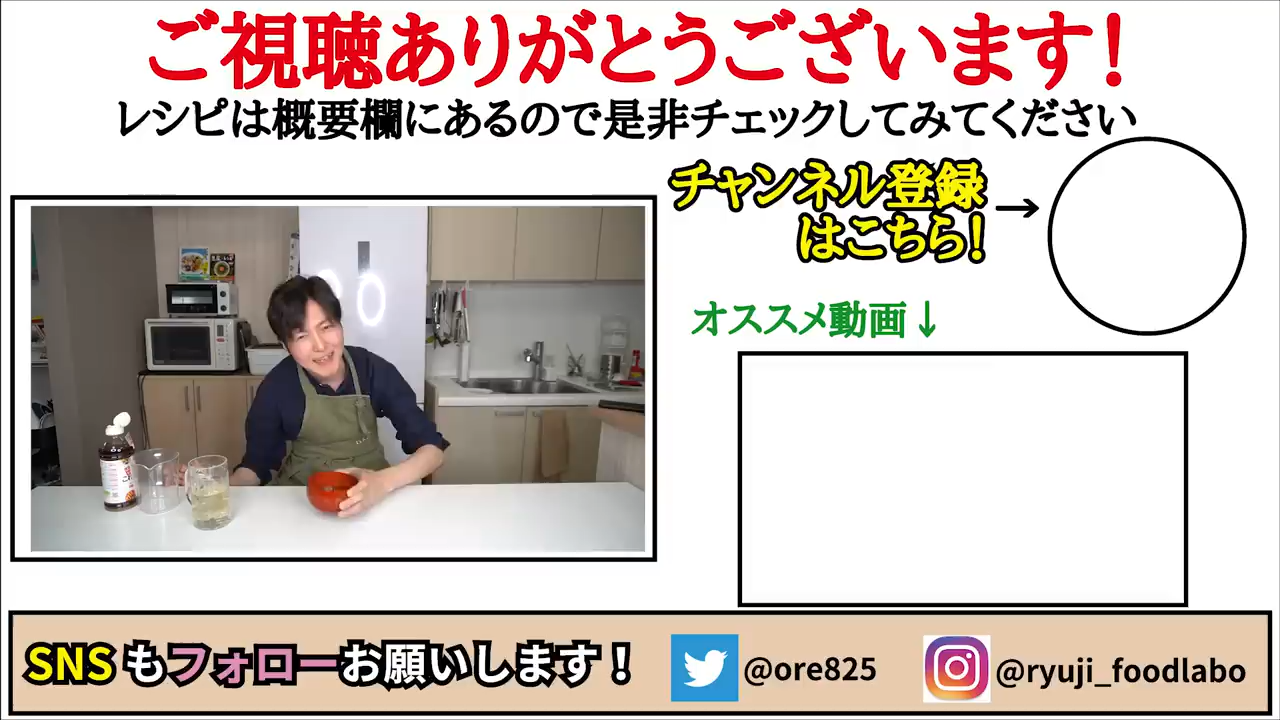 ご視聴ありがとうございます!
レシピは概要欄にあるので是非チェックしてみてください
チャンネル登録
はこちら!
→
オススメ動画↓
SNSもフォローお願いします!
@ore825
@ryuji_foodlabo